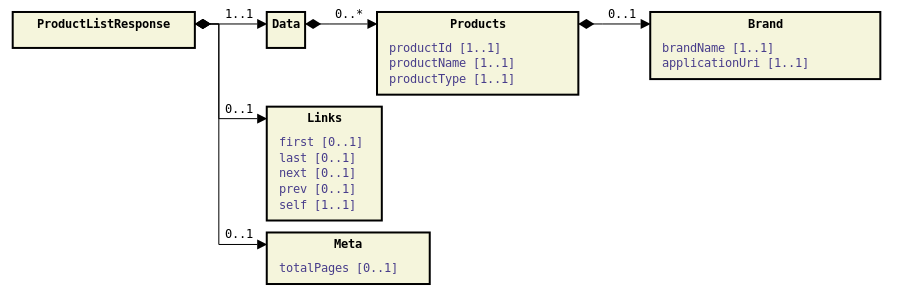 ProductListResponse
1..1
Data
0..*
Products
productId [1..1]
productName [1..1]
productType [1..1]
0..1
Brand
brandName [1..1]
applicationUri [1..1]
0..1
Links
first [0..1]
last [0..1]
next [0..1]
prev [0..1]
self [1..1]
0..1
Meta
totalPages [0..1]